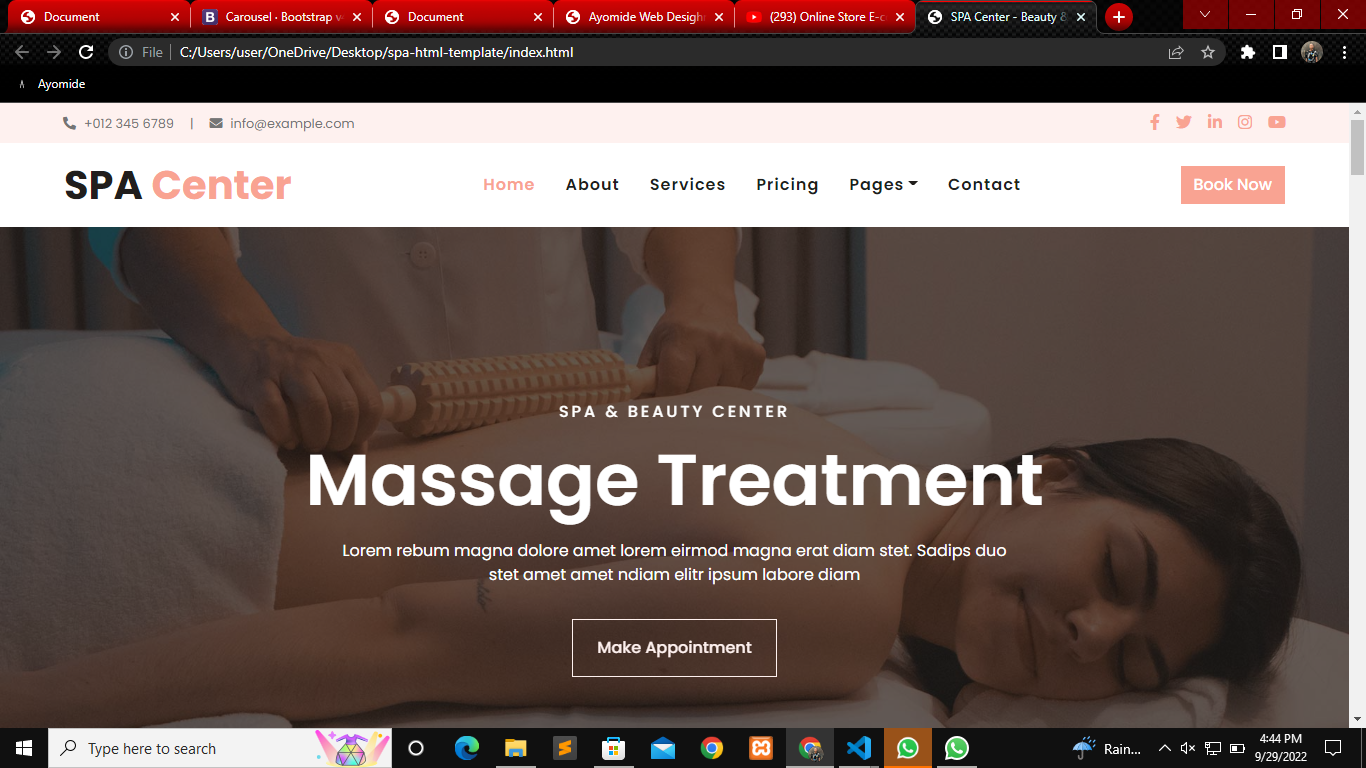 Document
Carousel · Bootstrap v
Document
Ayomide Web Desigh
(293) Online Store E-c
SPA Center - Beauty &
File
C:/Users/user/OneDrive/Desktop/spa-html-template/index.html
Ayomide
+012 345 6789 | info@example.com
SPA Center
Home About Services Pricing Pages Contact
Book Now
SPA & BEAUTY CENTER
Massage Treatment
Lorem rebum magna dolore amet lorem eirmod magna erat diam stet. Sadips duo
stet amet amet ndiam elitr ipsum labore diam
Make Appointment
Type here to search
Rain...
4:44 PM
9/29/2022